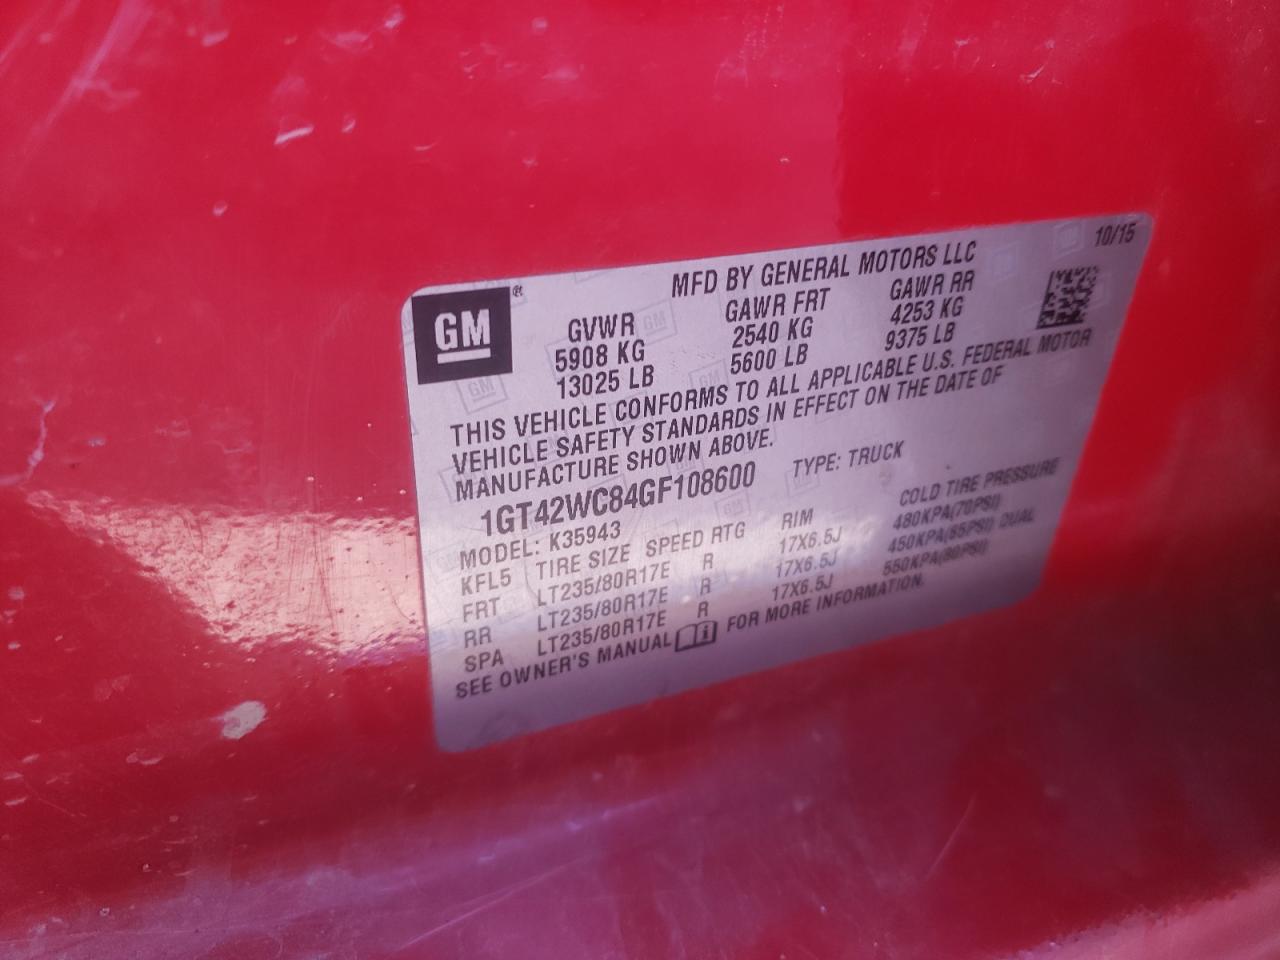 GM®
MFD BY GENERAL MOTORS LLC 10/15
GVWR GAWR FRT GAWR RR
5908 KG 2540 KG 4253 KG
13025 LB 5600 LB 9375 LB
THIS VEHICLE CONFORMS TO ALL APPLICABLE U.S. FEDERAL MOTOR
VEHICLE SAFETY STANDARDS IN EFFECT ON THE DATE OF
MANUFACTURE SHOWN ABOVE.
1GT42WC84GF108600 TYPE: TRUCK
MODEL: K35943
KFL5 TIRE SIZE SPEED RTG RIM COLD TIRE PRESSURE
FRT LT235/80R17E R 17X6.5J 480KPA(70PSI)
RR LT235/80R17E R 17X6.5J 450KPA(65PSI) DUAL
SPA LT235/80R17E R 17X6.5J 550KPA(80PSI)
SEE OWNER'S MANUAL FOR MORE INFORMATION.